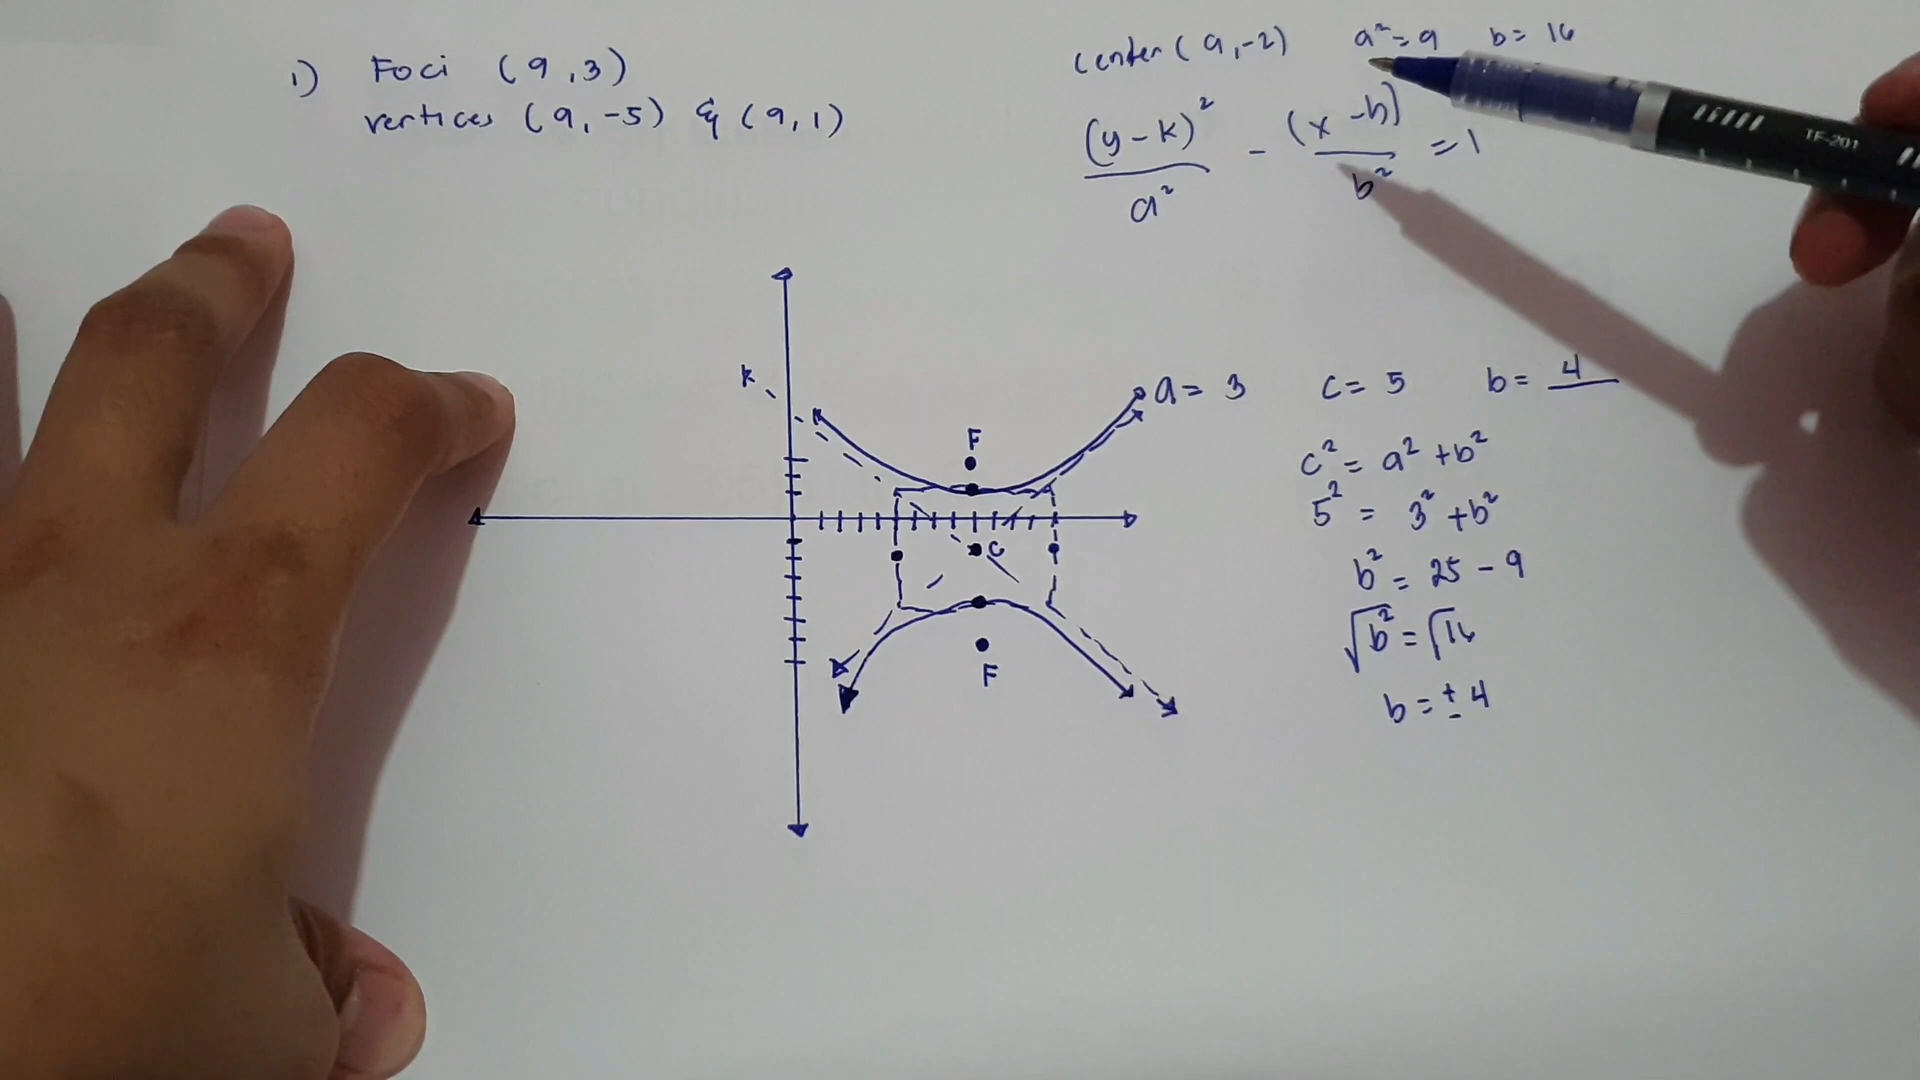 1) Foci (9,3)
vertices (9,-5) & (9,1)
center (9,-2) a²=9 b=16
(y-k)²/a² - (x-h)/b² = 1
TF-201
K
a= 3 c= 5 b= 4
F
C
F
c² = a² + b²
5² = 3² + b²
b² = 25 - 9
√b² = √16
b = ± 4